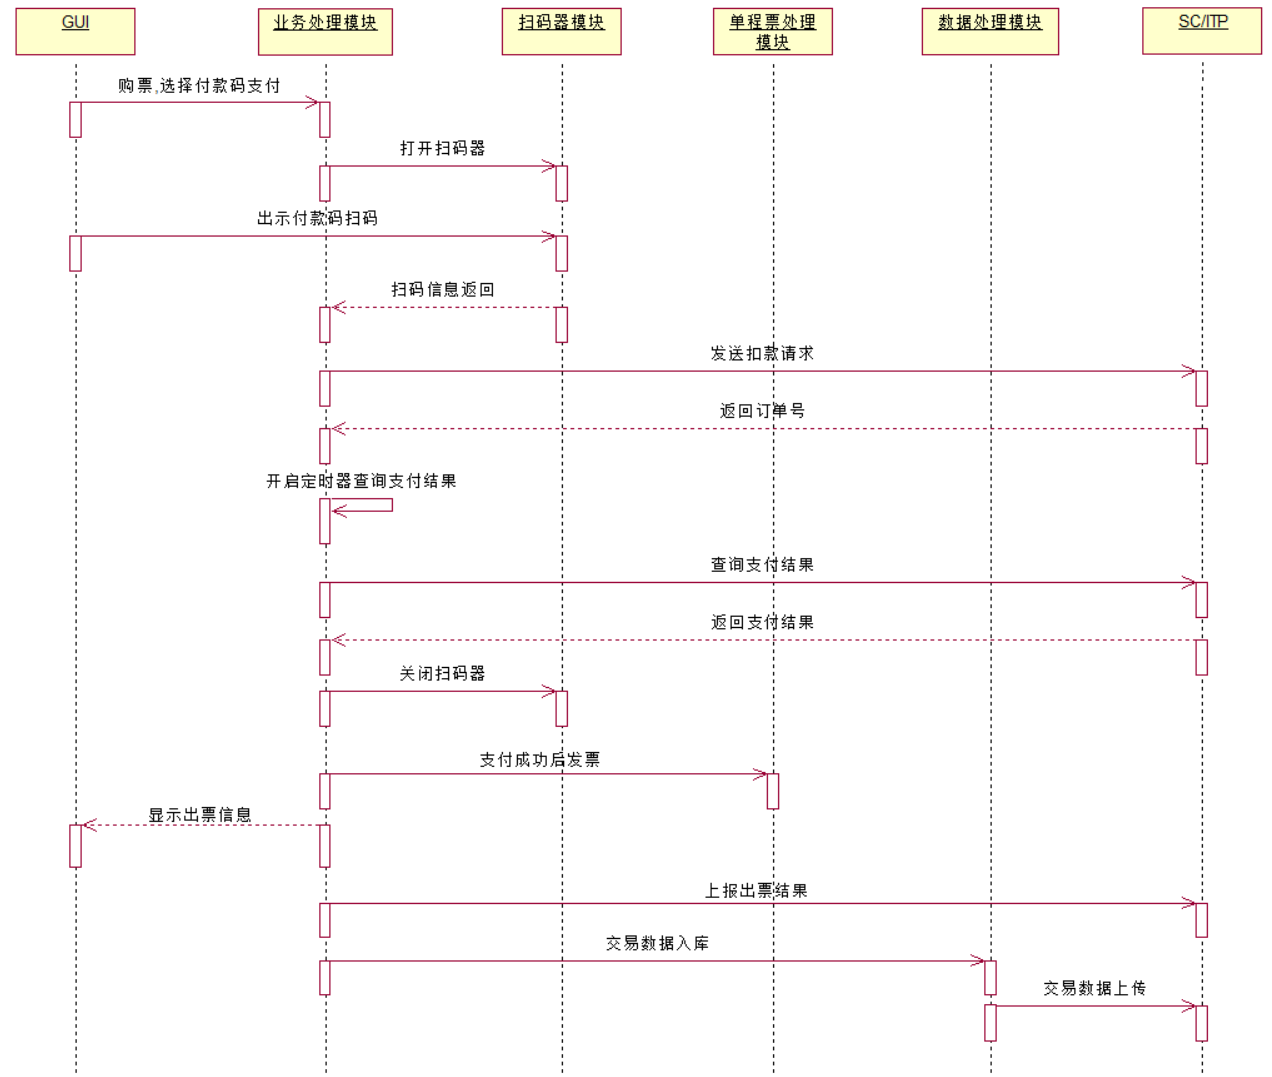 GUI
业务处理模块
扫码器模块
单程票处理
模块
数据处理模块
SC/ITP
购票,选择付款码支付
打开扫码器
出示付款码扫码
扫码信息返回
发送扣款请求
返回订单号
开启定时器查询支付结果
查询支付结果
返回支付结果
关闭扫码器
支付成功后发票
显示出票信息
上报出票结果
交易数据入库
交易数据上传